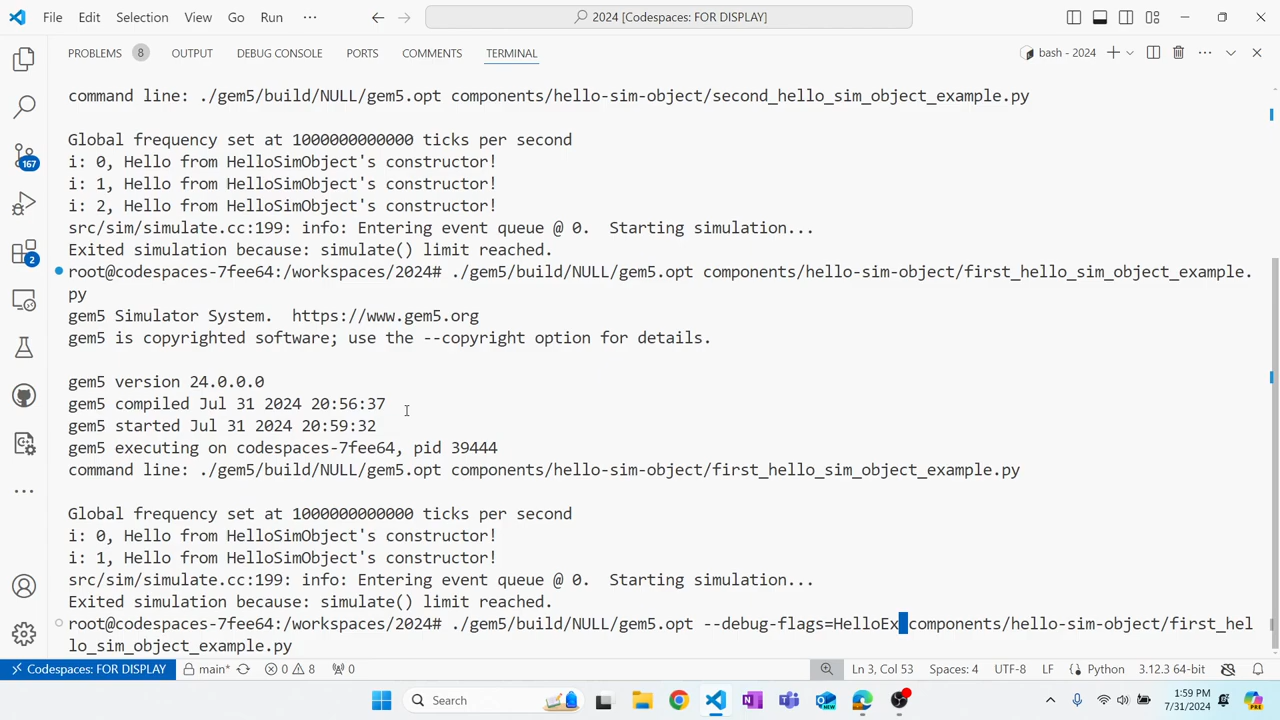 File Edit Selection View Go Run ··· 2024 [Codespaces: FOR DISPLAY]
PROBLEMS 8 OUTPUT DEBUG CONSOLE PORTS COMMENTS TERMINAL bash - 2024
command line: ./gem5/build/NULL/gem5.opt components/hello-sim-object/second_hello_sim_object_example.py
Global frequency set at 1000000000000 ticks per second
i: 0, Hello from HelloSimObject's constructor!
i: 1, Hello from HelloSimObject's constructor!
i: 2, Hello from HelloSimObject's constructor!
src/sim/simulate.cc:199: info: Entering event queue @ 0.  Starting simulation...
Exited simulation because: simulate() limit reached.
root@codespaces-7fee64:/workspaces/2024# ./gem5/build/NULL/gem5.opt components/hello-sim-object/first_hello_sim_object_example.
py
gem5 Simulator System.  https://www.gem5.org
gem5 is copyrighted software; use the --copyright option for details.
gem5 version 24.0.0.0
gem5 compiled Jul 31 2024 20:56:37
gem5 started Jul 31 2024 20:59:32
gem5 executing on codespaces-7fee64, pid 39444
command line: ./gem5/build/NULL/gem5.opt components/hello-sim-object/first_hello_sim_object_example.py
Global frequency set at 1000000000000 ticks per second
i: 0, Hello from HelloSimObject's constructor!
i: 1, Hello from HelloSimObject's constructor!
src/sim/simulate.cc:199: info: Entering event queue @ 0.  Starting simulation...
Exited simulation because: simulate() limit reached.
root@codespaces-7fee64:/workspaces/2024# ./gem5/build/NULL/gem5.opt --debug-flags=HelloEx components/hello-sim-object/first_hel
lo_sim_object_example.py
167
2
Codespaces: FOR DISPLAY main* 0 8 0 Ln 3, Col 53 Spaces: 4 UTF-8 LF Python 3.12.3 64-bit
Search
1:59 PM
7/31/2024